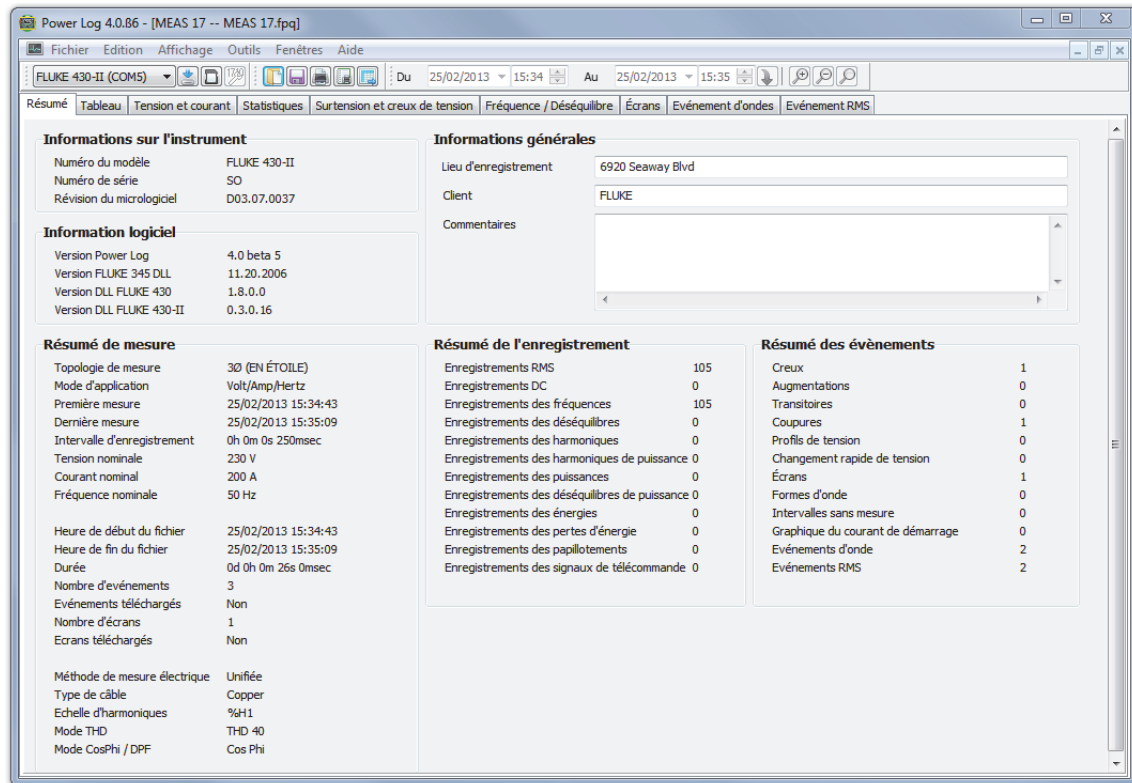 Power Log 4.0.ß6 - [MEAS 17 -- MEAS 17.fpq]
Fichier Edition Affichage Outils Fenêtres Aide
FLUKE 430-II (COM5) Du 25/02/2013 15:34 Au 25/02/2013 15:35
Résumé Tableau Tension et courant Statistiques Surtension et creux de tension Fréquence / Déséquilibre Écrans Evénement d'ondes Evénement RMS
Informations sur l'instrument
Numéro du modèle FLUKE 430-II
Numéro de série SO
Révision du micrologiciel D03.07.0037
Informations générales
Lieu d'enregistrement 6920 Seaway Blvd
Client FLUKE
Commentaires
Information logiciel
Version Power Log 4.0 beta 5
Version FLUKE 345 DLL 11.20.2006
Version DLL FLUKE 430 1.8.0.0
Version DLL FLUKE 430-II 0.3.0.16
Résumé de mesure
Topologie de mesure 3Ø (EN ÉTOILE)
Mode d'application Volt/Amp/Hertz
Première mesure 25/02/2013 15:34:43
Dernière mesure 25/02/2013 15:35:09
Intervalle d'enregistrement 0h 0m 0s 250msec
Tension nominale 230 V
Courant nominal 200 A
Fréquence nominale 50 Hz
Heure de début du fichier 25/02/2013 15:34:43
Heure de fin du fichier 25/02/2013 15:35:09
Durée 0d 0h 0m 26s 0msec
Nombre d'evénements 3
Evénements téléchargés Non
Nombre d'écrans 1
Ecrans téléchargés Non
Méthode de mesure électrique Unifiée
Type de câble Copper
Echelle d'harmoniques %H1
Mode THD THD 40
Mode CosPhi / DPF Cos Phi
Résumé de l'enregistrement
Enregistrements RMS 105
Enregistrements DC 0
Enregistrements des fréquences 105
Enregistrements des déséquilibres 0
Enregistrements des harmoniques 0
Enregistrements des harmoniques de puissance 0
Enregistrements des puissances 0
Enregistrements des déséquilibres de puissance 0
Enregistrements des énergies 0
Enregistrements des pertes d'énergie 0
Enregistrements des papillotements 0
Enregistrements des signaux de télécommande 0
Résumé des évènements
Creux 1
Augmentations 0
Transitoires 0
Coupures 1
Profils de tension 0
Changement rapide de tension 0
Écrans 1
Formes d'onde 0
Intervalles sans mesure 0
Graphique du courant de démarrage 0
Evénements d'onde 2
Evénements RMS 2